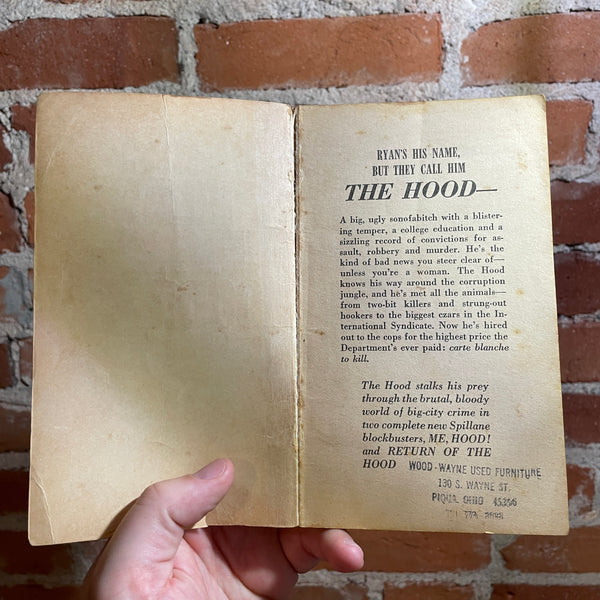 RYAN'S HIS NAME,
BUT THEY CALL HIM
THE HOOD—
A big, ugly sonofabitch with a blister-
ing temper, a college education and a
sizzling record of convictions for as-
sault, robbery and murder. He's the
kind of bad news you steer clear of—
unless you're a woman. The Hood
knows his way around the corruption
jungle, and he's met all the animals—
from two-bit killers and strung-out
hookers to the biggest czars in the In-
ternational Syndicate. Now he's hired
out to the cops for the highest price the
Department's ever paid: carte blanche
to kill.
The Hood stalks his prey
through the brutal, bloody
world of big-city crime in
two complete new Spillane
blockbusters, ME, HOOD!
and RETURN OF THE
HOOD
WOOD-WAYNE USED FURNITURE
130 S. WAYNE ST.
PIQUA, OHIO 45356